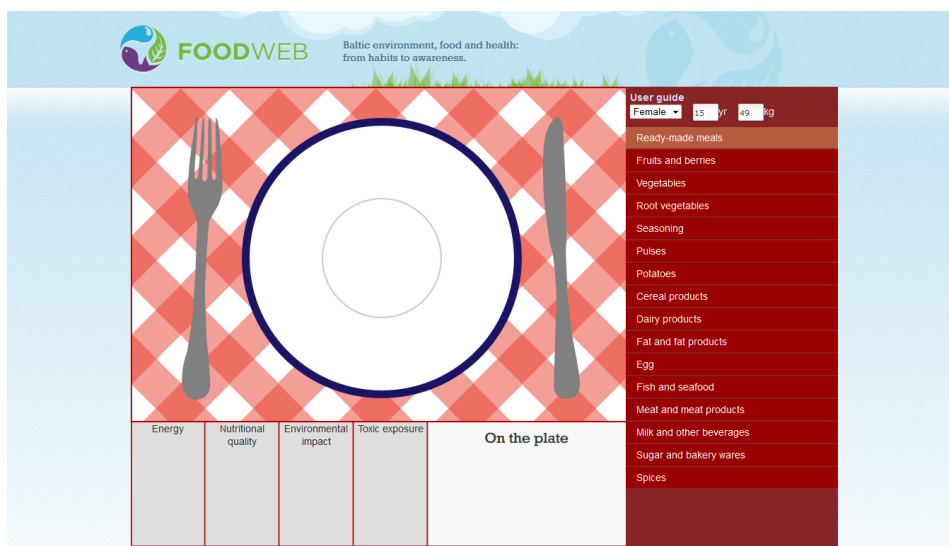 FOODWEB
Baltic environment, food and health:
from habits to awareness.
User guide
Female 15 yr 49 kg
Ready-made meals
Fruits and berries
Vegetables
Root vegetables
Seasoning
Pulses
Potatoes
Cereal products
Dairy products
Fat and fat products
Egg
Fish and seafood
Meat and meat products
Milk and other beverages
Sugar and bakery wares
Spices
Energy
Nutritional
quality
Environmental
impact
Toxic exposure
On the plate